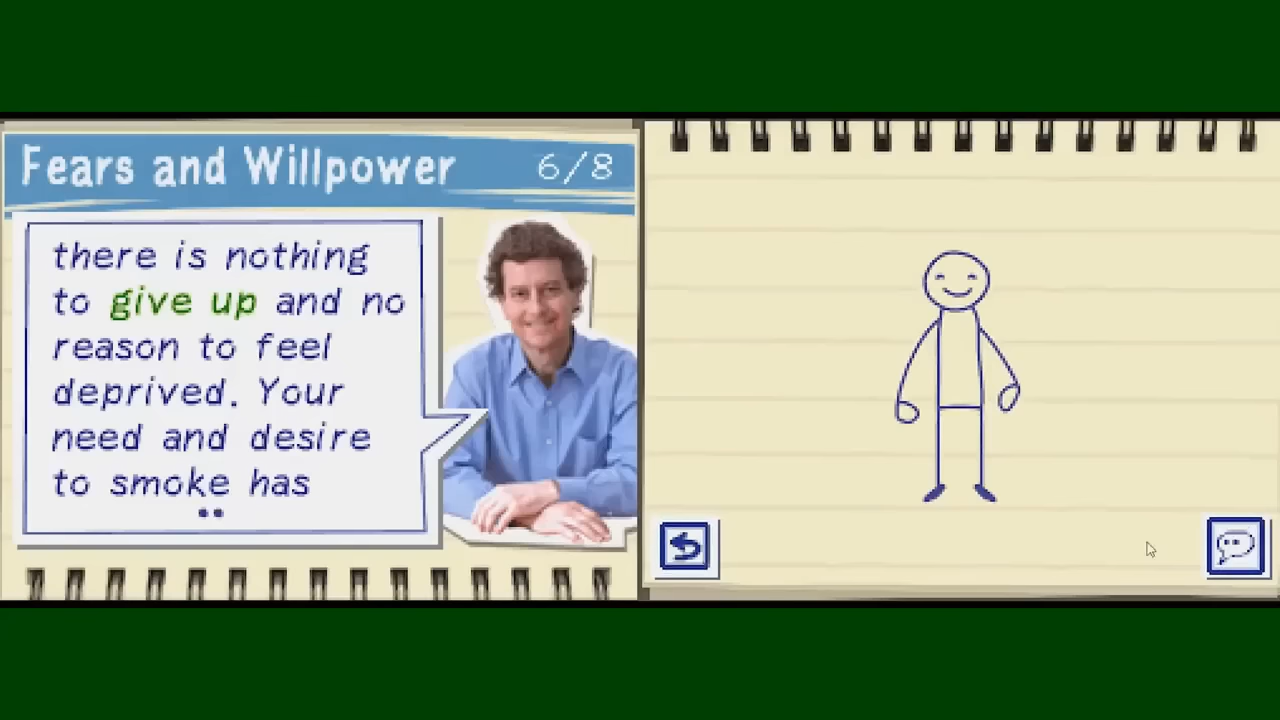 Fears and Willpower 6/8
there is nothing
to give up and no
reason to feel
deprived. Your
need and desire
to smoke has